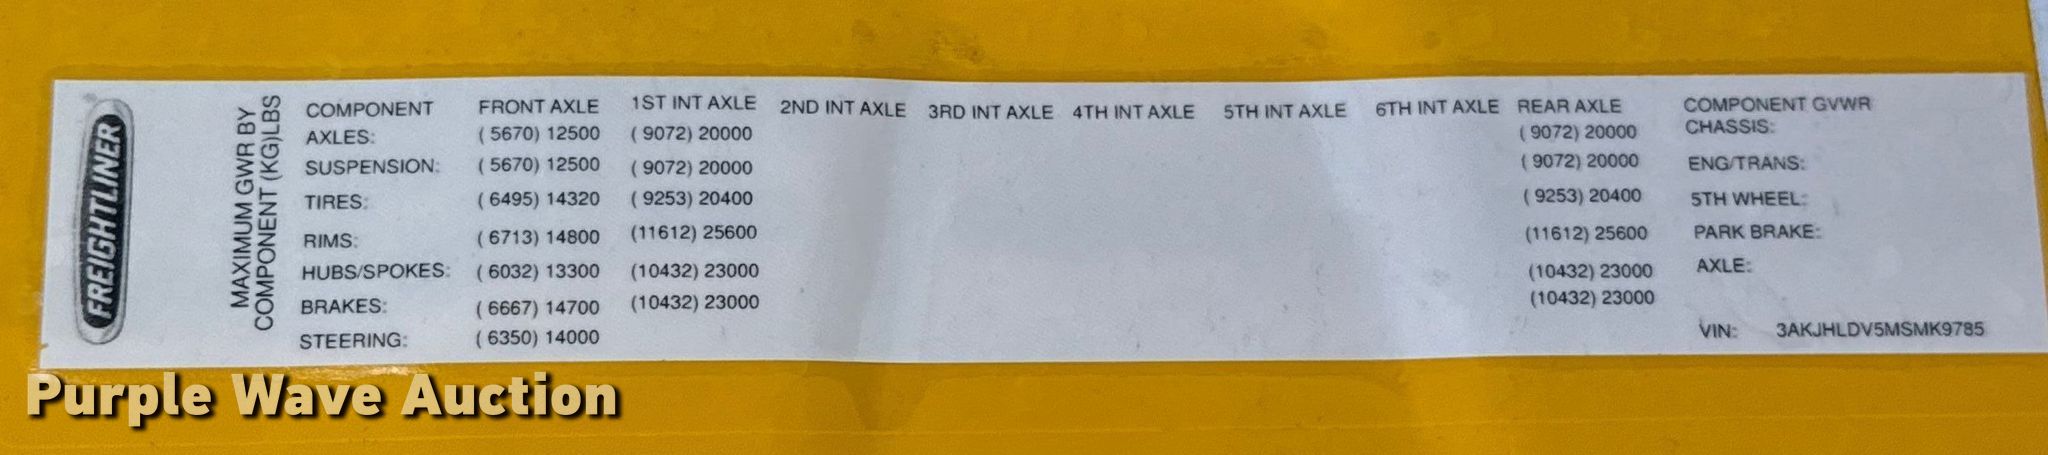 FREIGHTLINER
MAXIMUM GWR BY
COMPONENT (KG)LBS
COMPONENT FRONT AXLE 1ST INT AXLE 2ND INT AXLE 3RD INT AXLE 4TH INT AXLE 5TH INT AXLE 6TH INT AXLE REAR AXLE COMPONENT GVWR
AXLES: ( 5670) 12500 ( 9072) 20000 ( 9072) 20000 CHASSIS:
SUSPENSION: ( 5670) 12500 ( 9072) 20000 ( 9072) 20000 ENG/TRANS:
TIRES: ( 6495) 14320 ( 9253) 20400 ( 9253) 20400 5TH WHEEL:
RIMS: ( 6713) 14800 (11612) 25600 (11612) 25600 PARK BRAKE:
HUBS/SPOKES: ( 6032) 13300 (10432) 23000 (10432) 23000 AXLE:
BRAKES: ( 6667) 14700 (10432) 23000 (10432) 23000
STEERING: ( 6350) 14000 VIN: 3AKJHLDV5MSMK9785
Purple Wave Auction